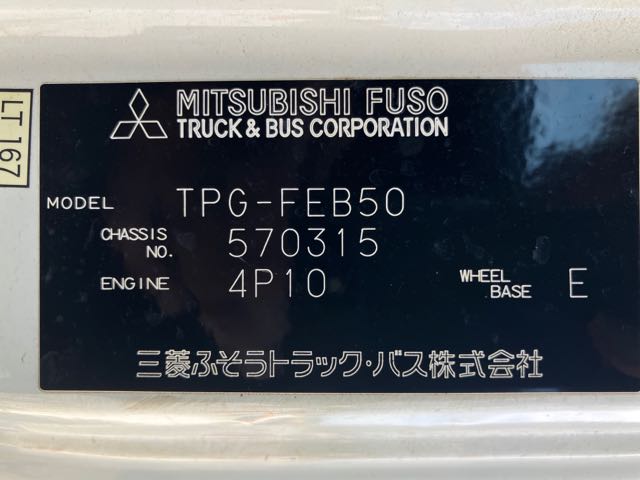 MITSUBISHI FUSO
TRUCK & BUS CORPORATION
LT 167
MODEL TPG-FEB50
CHASSIS NO. 570315
ENGINE 4P10 WHEEL BASE E
三菱ふそうトラック・バス株式会社